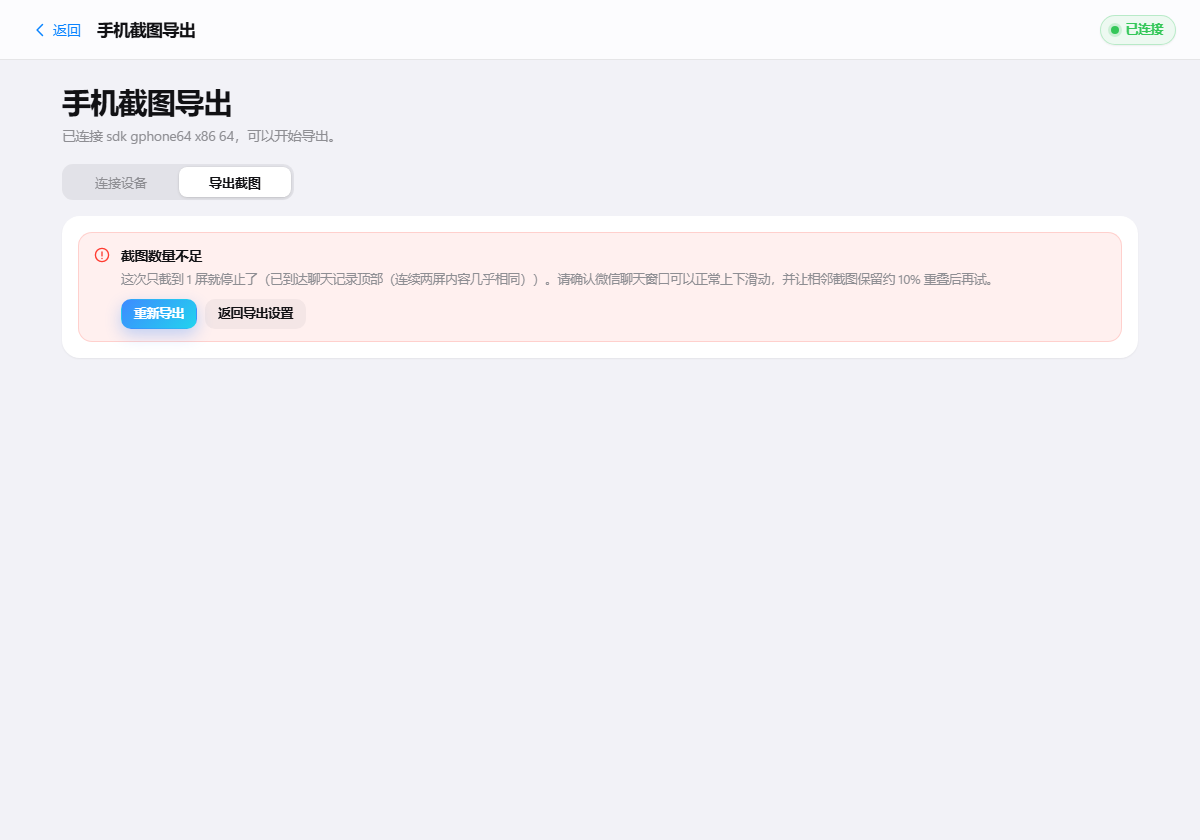 返回 手机截图导出 已连接
手机截图导出
已连接 sdk gphone64 x86 64，可以开始导出。
连接设备 导出截图
截图数量不足
这次只截到 1 屏就停止了（已到达聊天记录顶部（连续两屏内容几乎相同））。请确认微信聊天窗口可以正常上下滑动，并让相邻截图保留约 10% 重叠后再试。
重新导出 返回导出设置